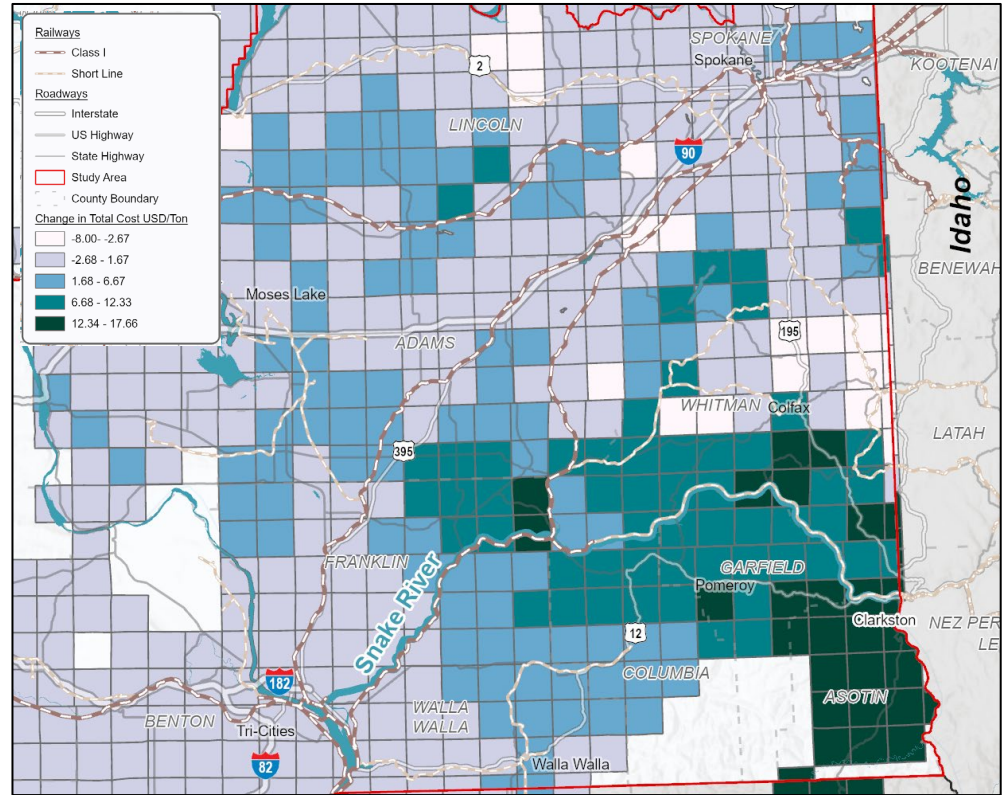 Railways
Class I
Short Line
Roadways
Interstate
US Highway
State Highway
Study Area
County Boundary
Change in Total Cost USD/Ton
-8.00- -2.67
-2.68 - 1.67
1.68 - 6.67
6.68 - 12.33
12.34 - 17.66
SPOKANE
Spokane
2
KOOTENAI
LINCOLN
90
Idaho
BENEWAH
Moses Lake
195
ADAMS
WHITMAN
Colfax
LATAH
395
FRANKLIN
Snake River
GARFIELD
Pomeroy
Clarkston
NEZ PER
LE
12
COLUMBIA
182
ASOTIN
BENTON
WALLA
WALLA
Tri-Cities
82
Walla Walla